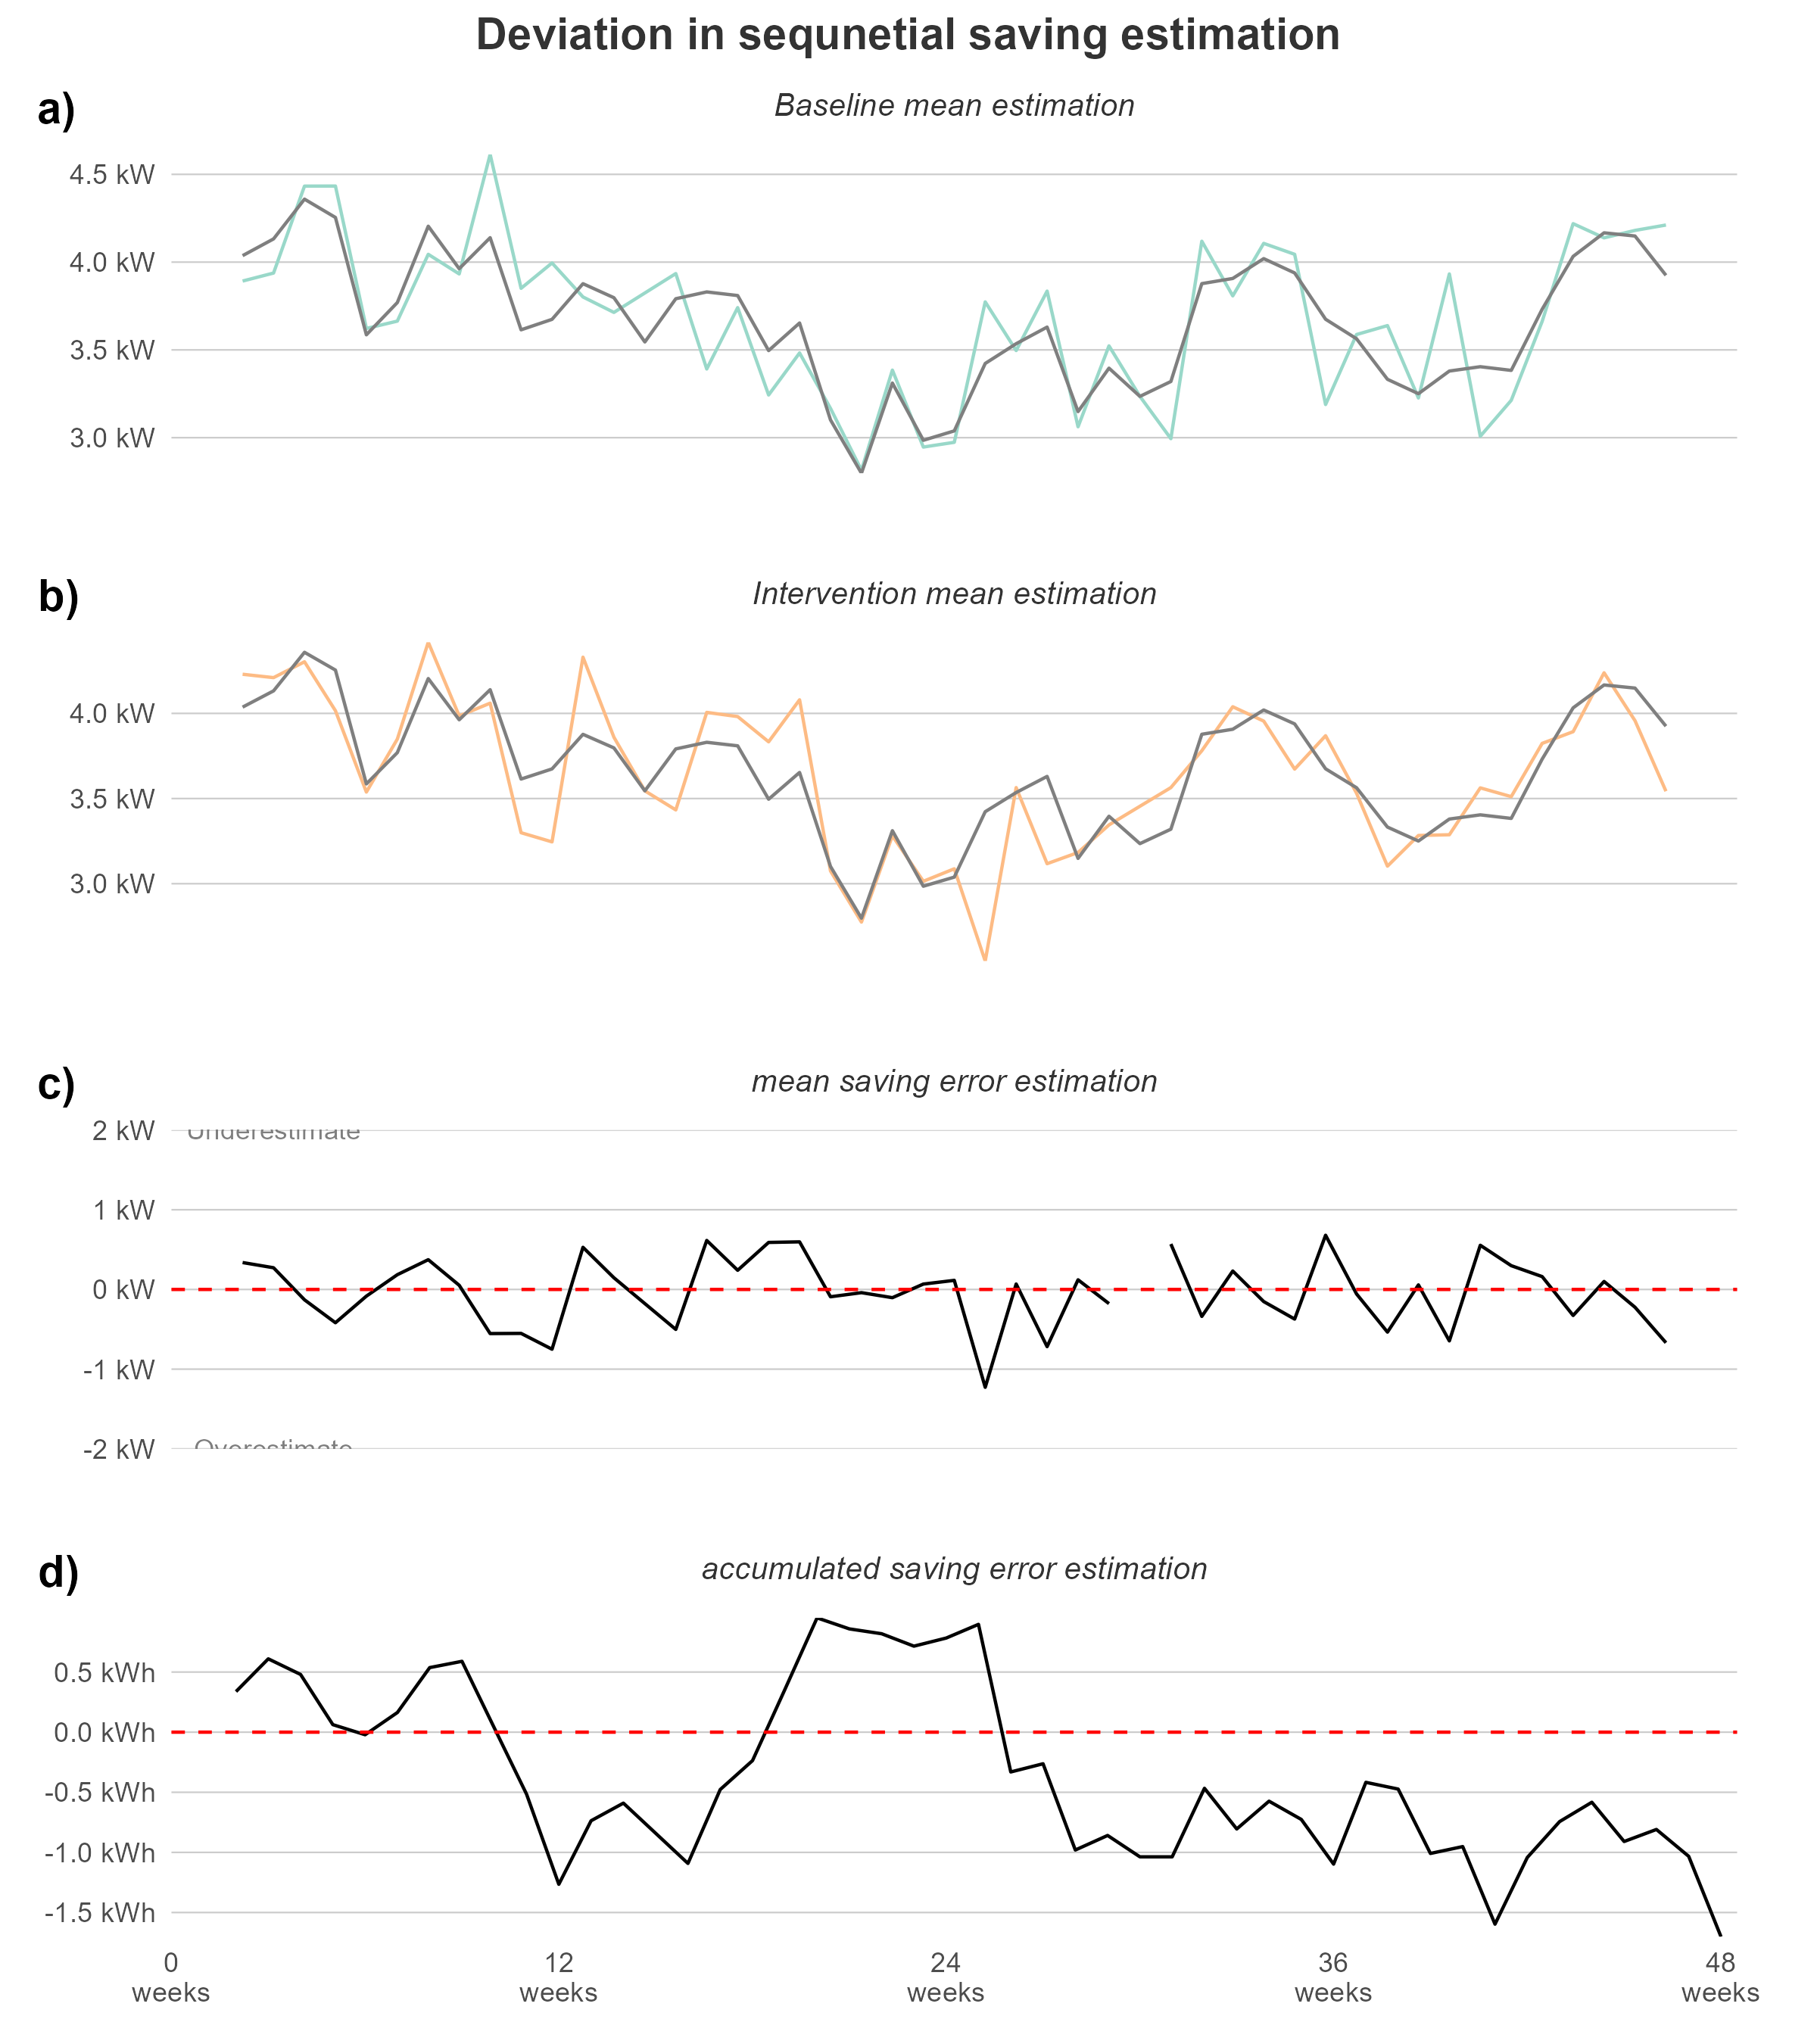 Deviation in sequnetial saving estimation
a)
Baseline mean estimation
4.5 kW
4.0 kW
3.5 kW
3.0 kW
b)
Intervention mean estimation
4.0 kW
3.5 kW
3.0 kW
c)
mean saving error estimation
2 kW
Underestimate
1 kW
0 kW
-1 kW
-2 kW
Overestimate
d)
accumulated saving error estimation
0.5 kWh
0.0 kWh
-0.5 kWh
-1.0 kWh
-1.5 kWh
0 12 24 36 48
weeks weeks weeks weeks weeks